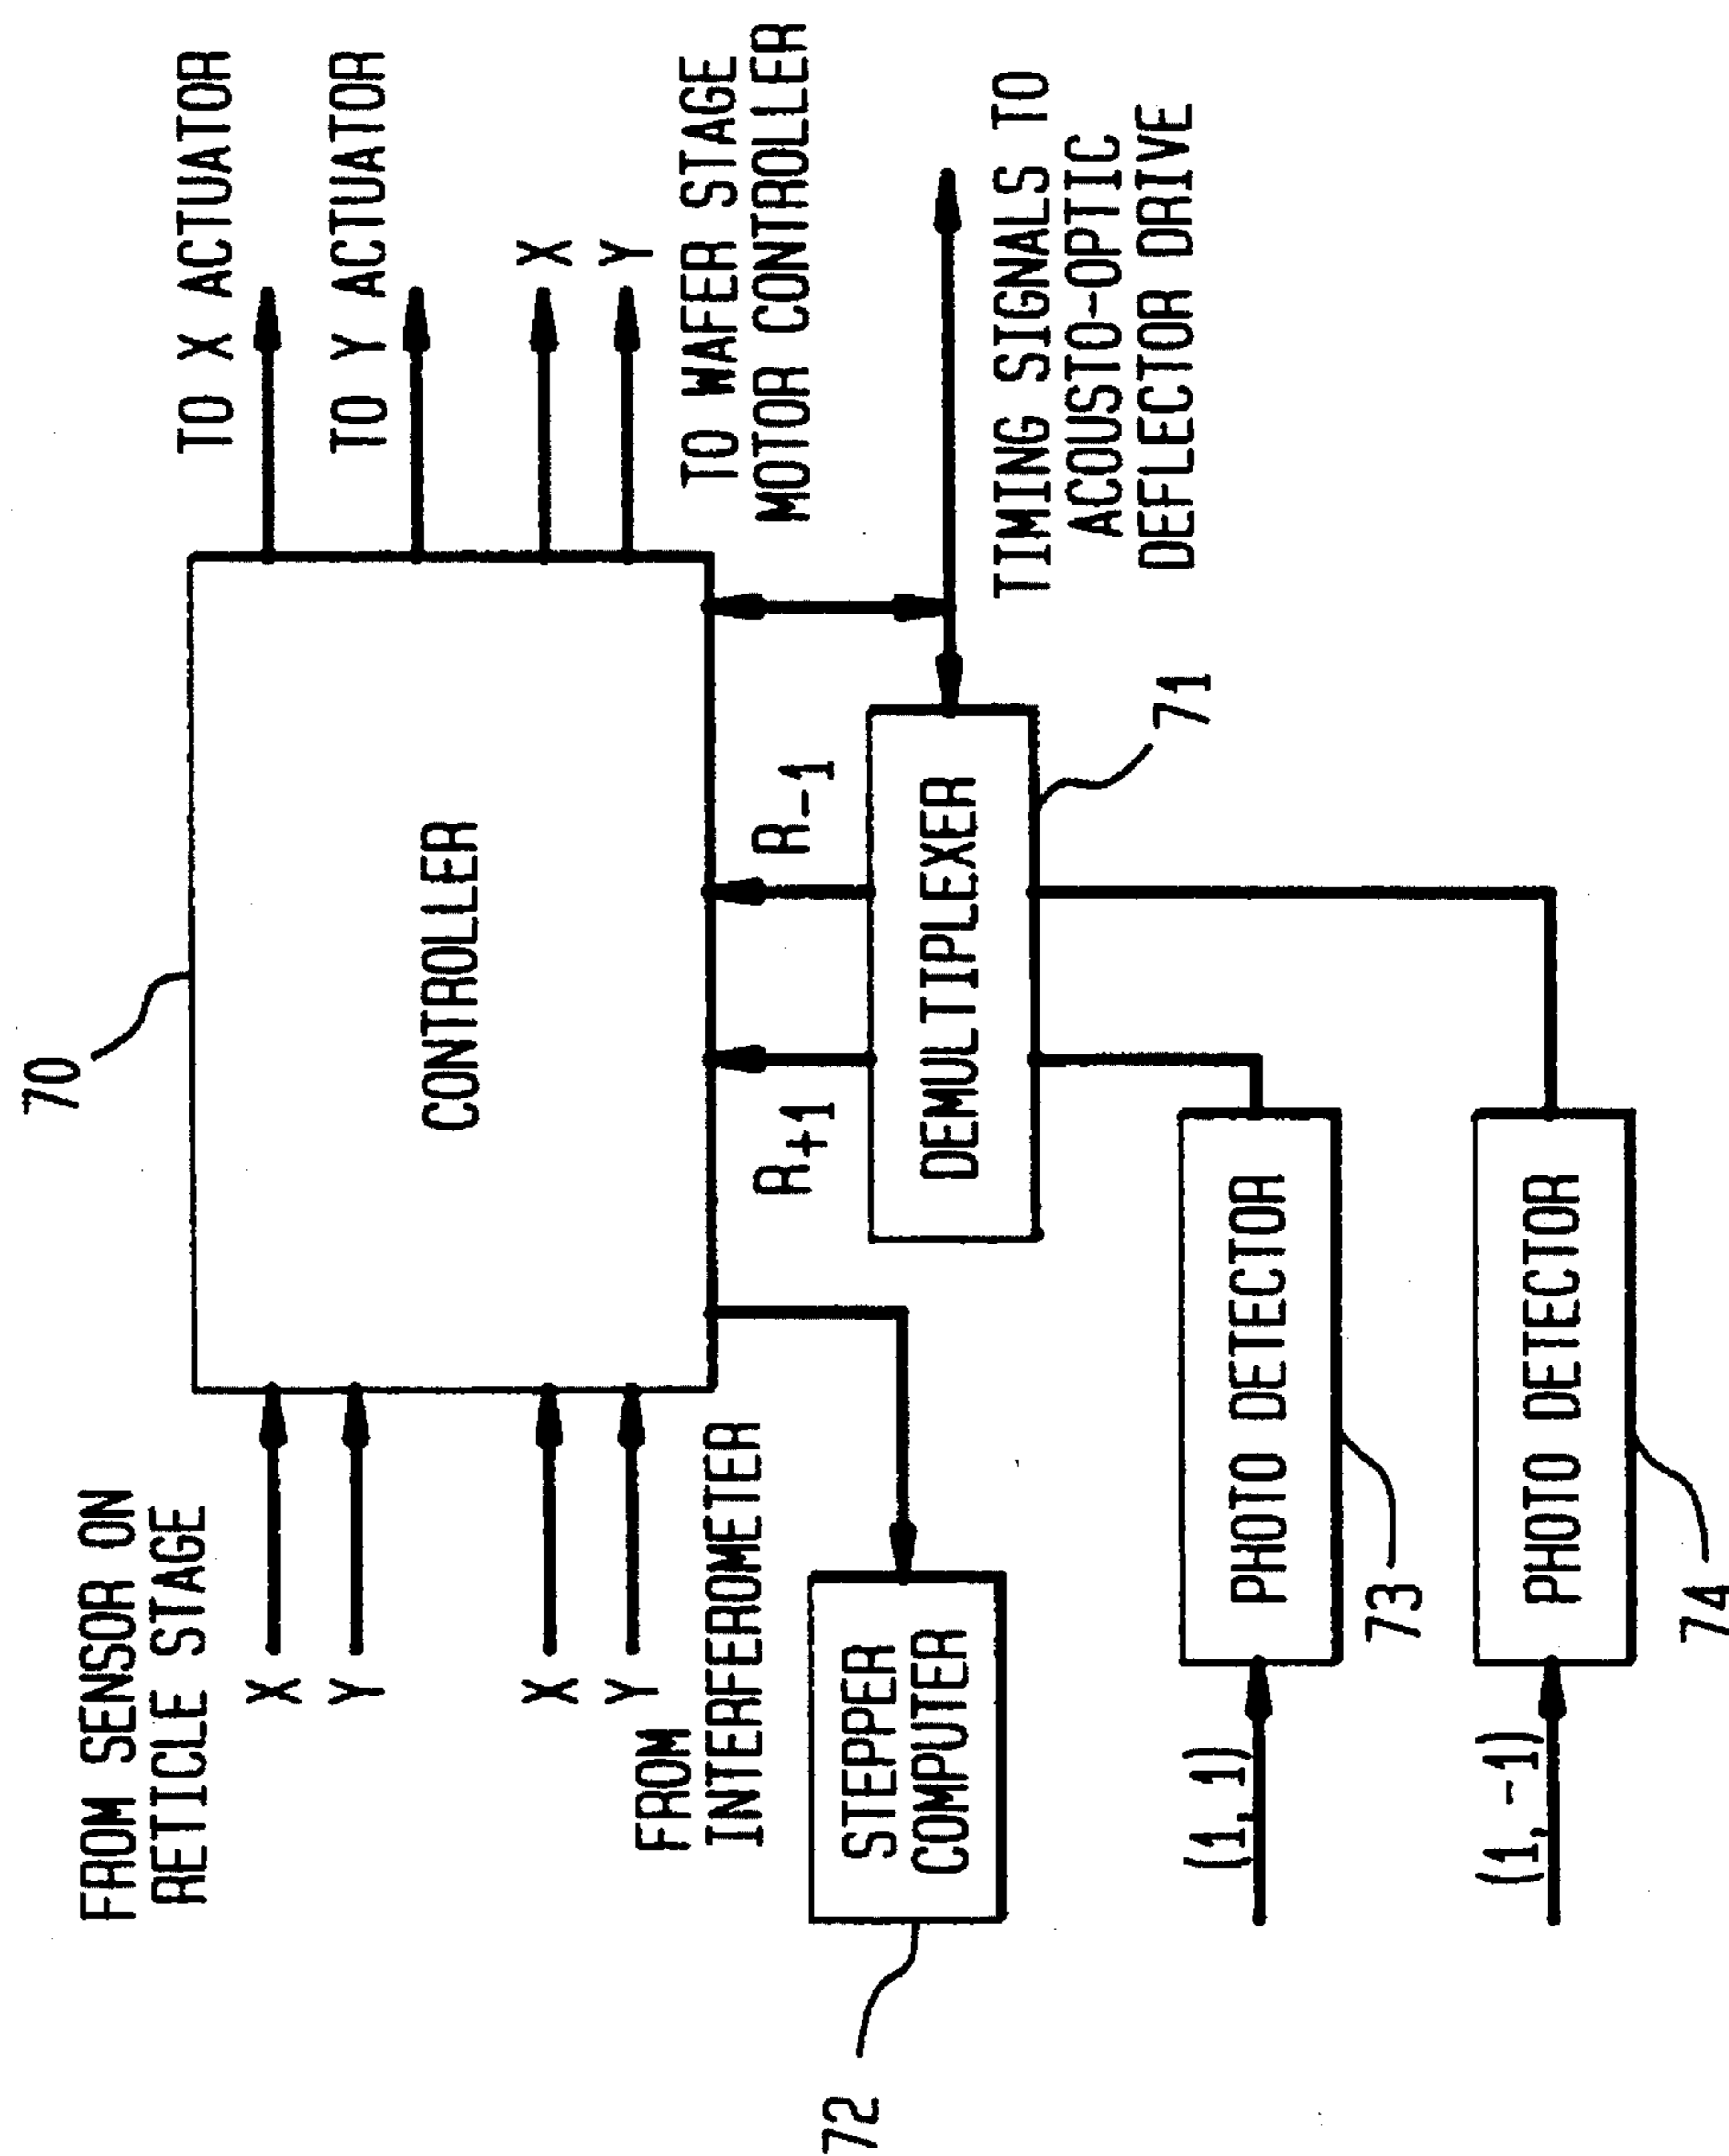 70
FROM SENSOR ON
RETICLE STAGE
X
Y
X
Y
FROM
INTERFEROMETER
CONTROLLER
TO X ACTUATOR
TO Y ACTUATOR
X
Y
TO WAFER STAGE
MOTOR CONTROLLER
R+1
R-1
STEPPER
COMPUTER
72
DEMULTIPLEXER
71
TIMING SIGNALS TO
ACOUSTO-OPTIC
DEFLECTOR DRIVE
(1,1)
PHOTO DETECTOR
73
(1,-1)
PHOTO DETECTOR
74